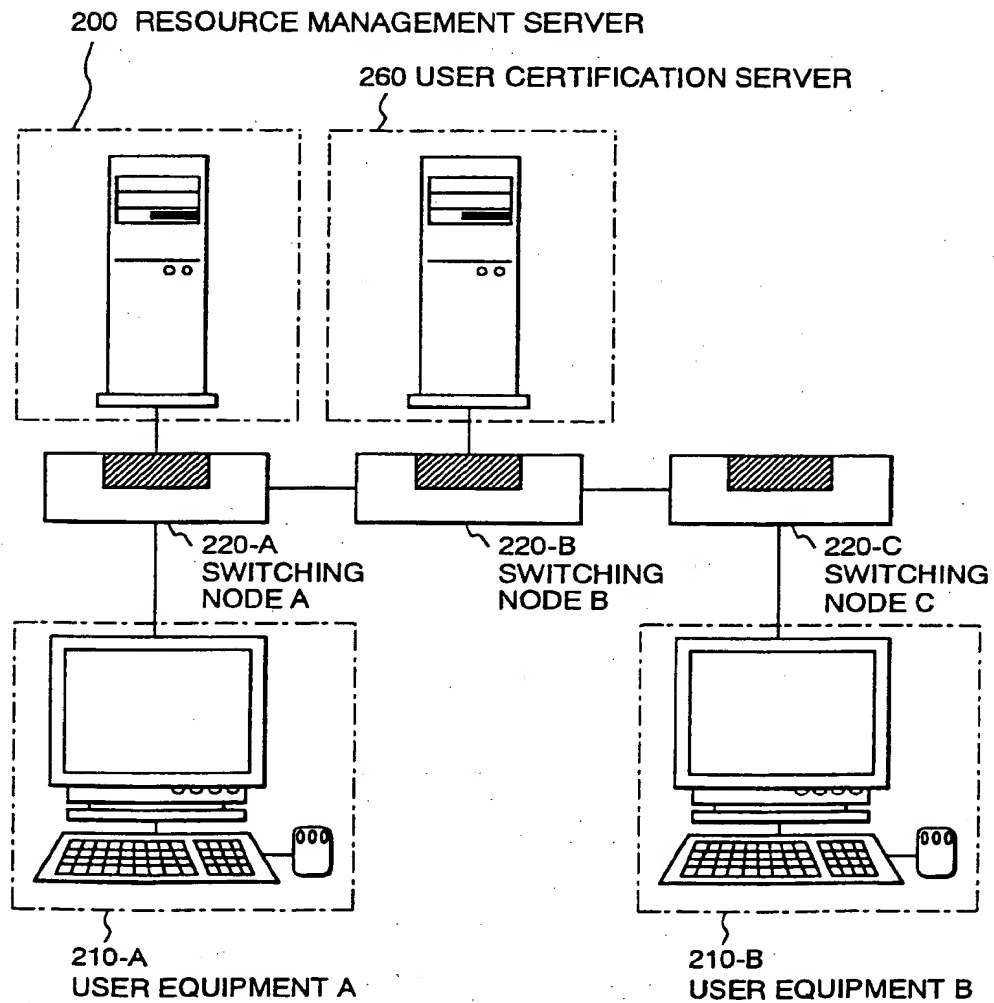 200 RESOURCE MANAGEMENT SERVER
260 USER CERTIFICATION SERVER
220-A
SWITCHING
NODE A
220-B
SWITCHING
NODE B
220-C
SWITCHING
NODE C
210-A
USER EQUIPMENT A
210-B
USER EQUIPMENT B